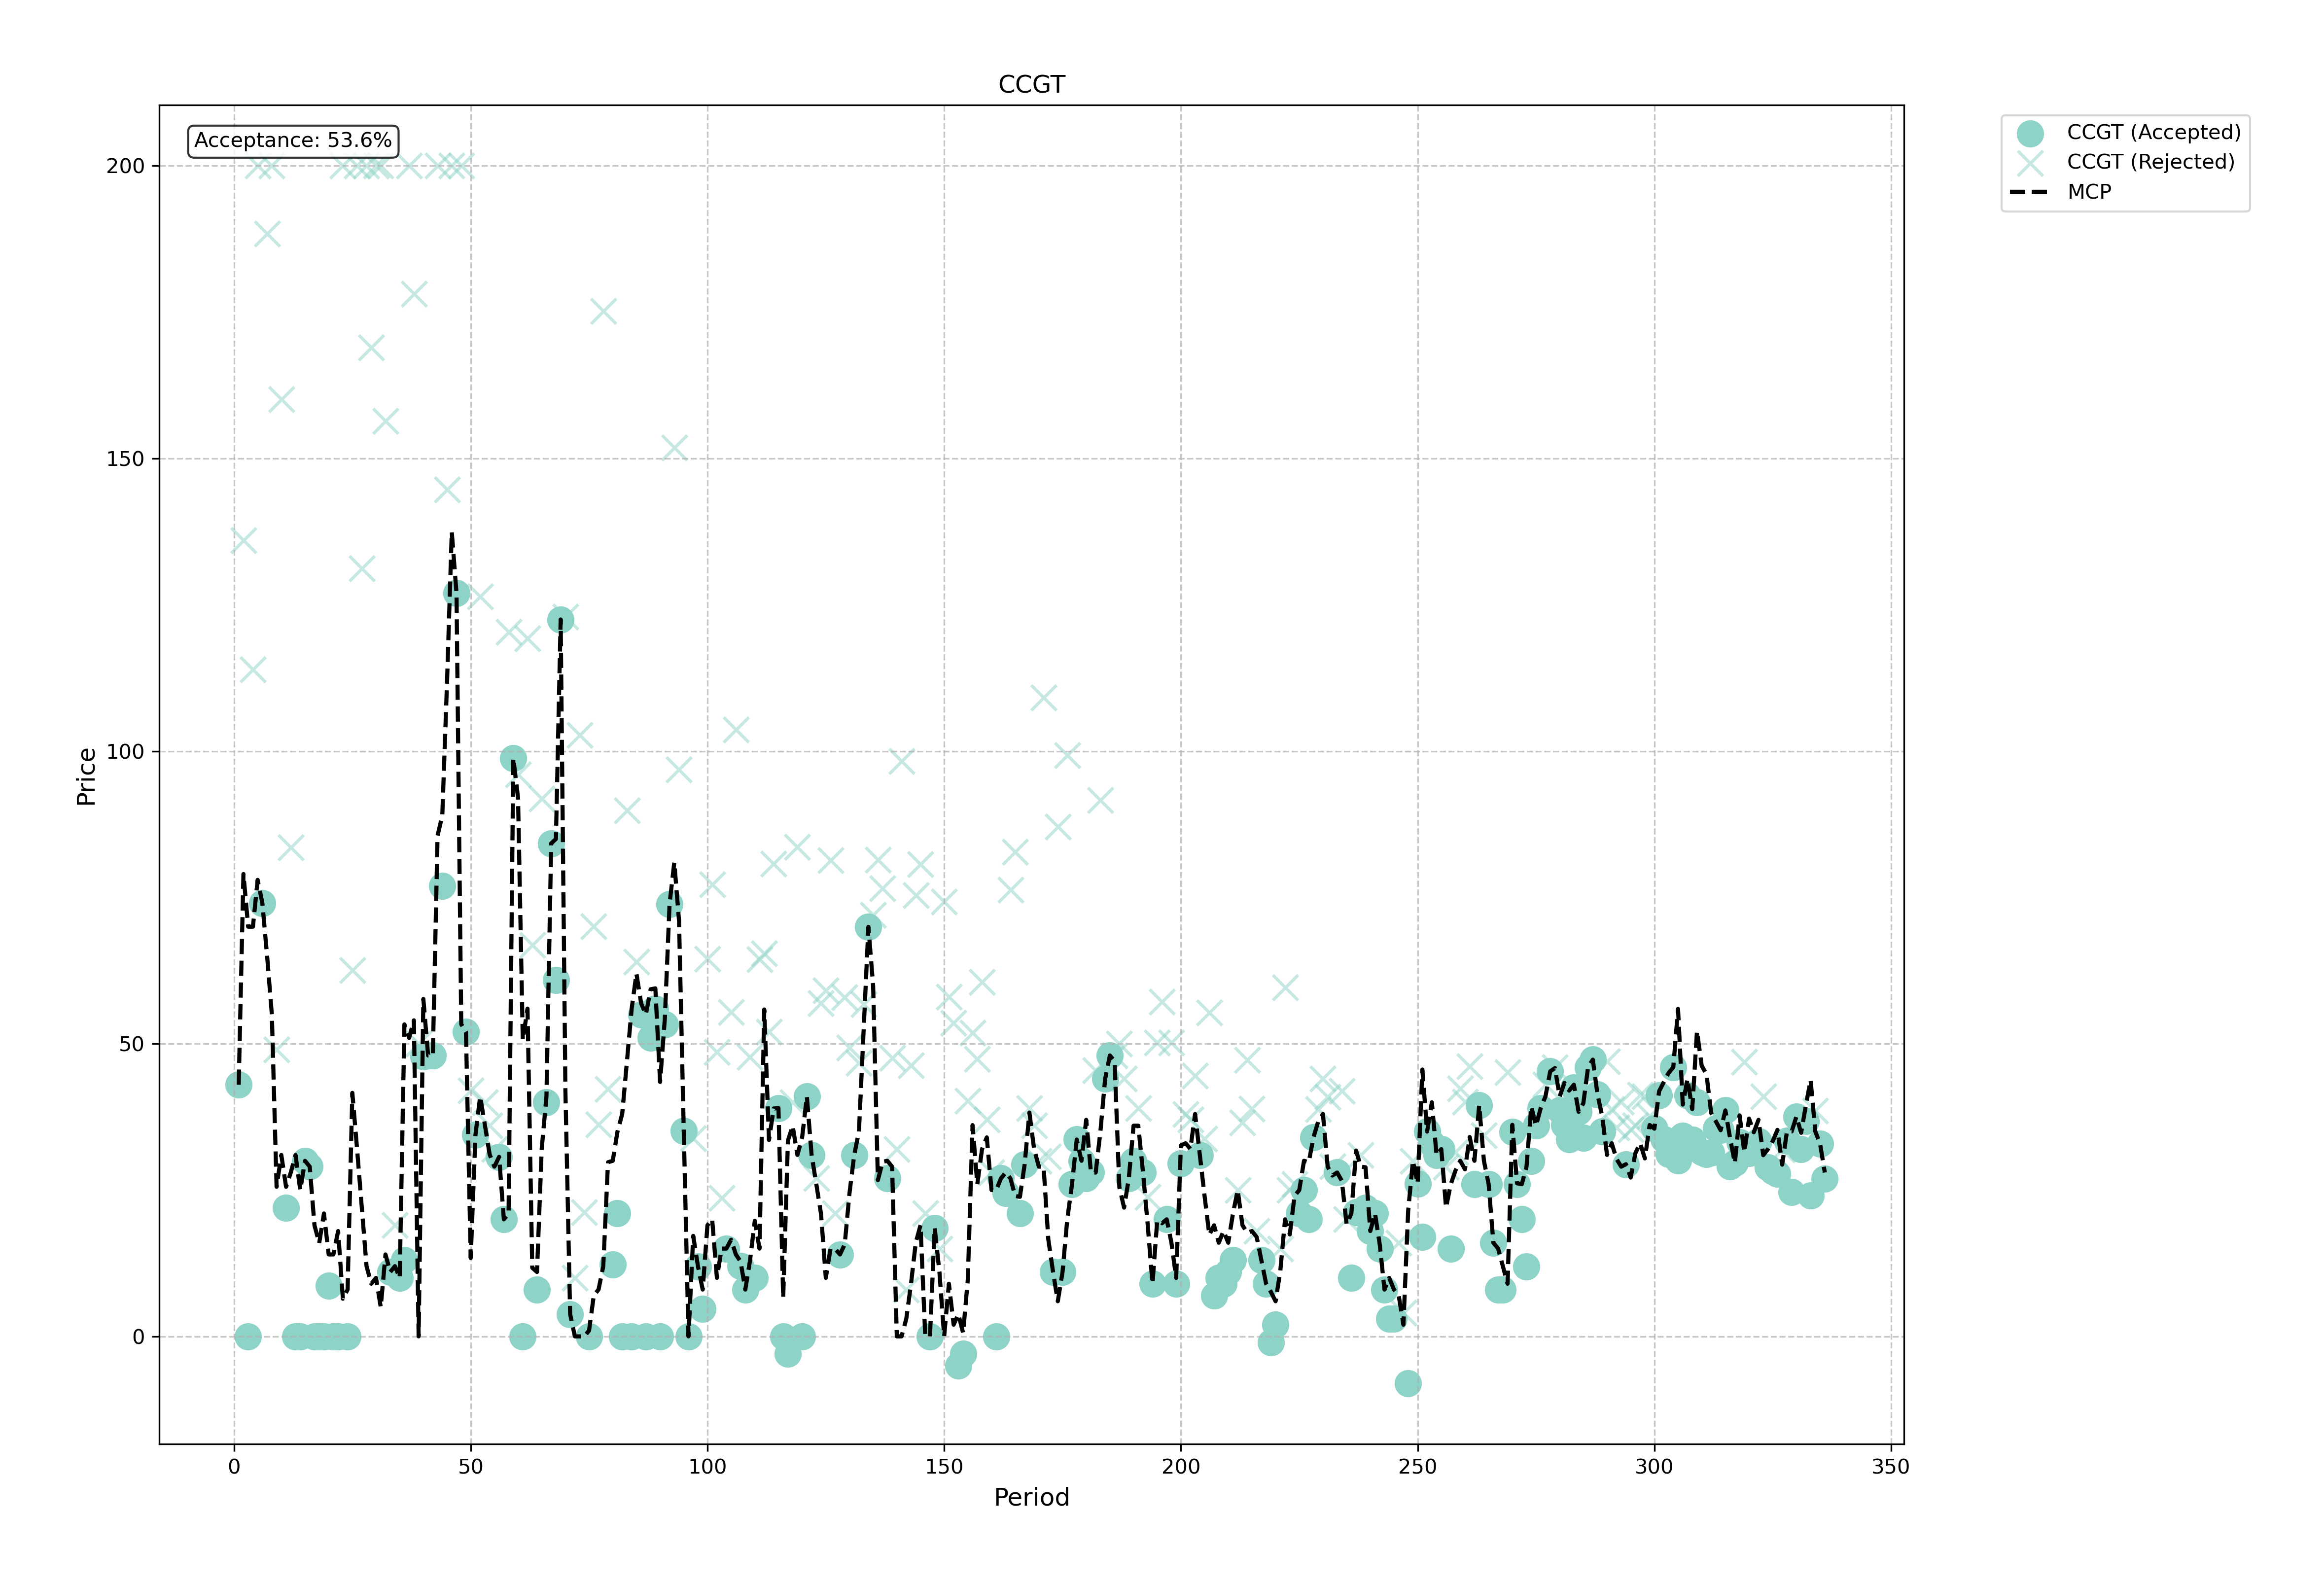 CCGT
Acceptance: 53.6%
CCGT (Accepted)
CCGT (Rejected)
MCP
Price
200
150
100
50
0
0 50 100 150 200 250 300 350
Period